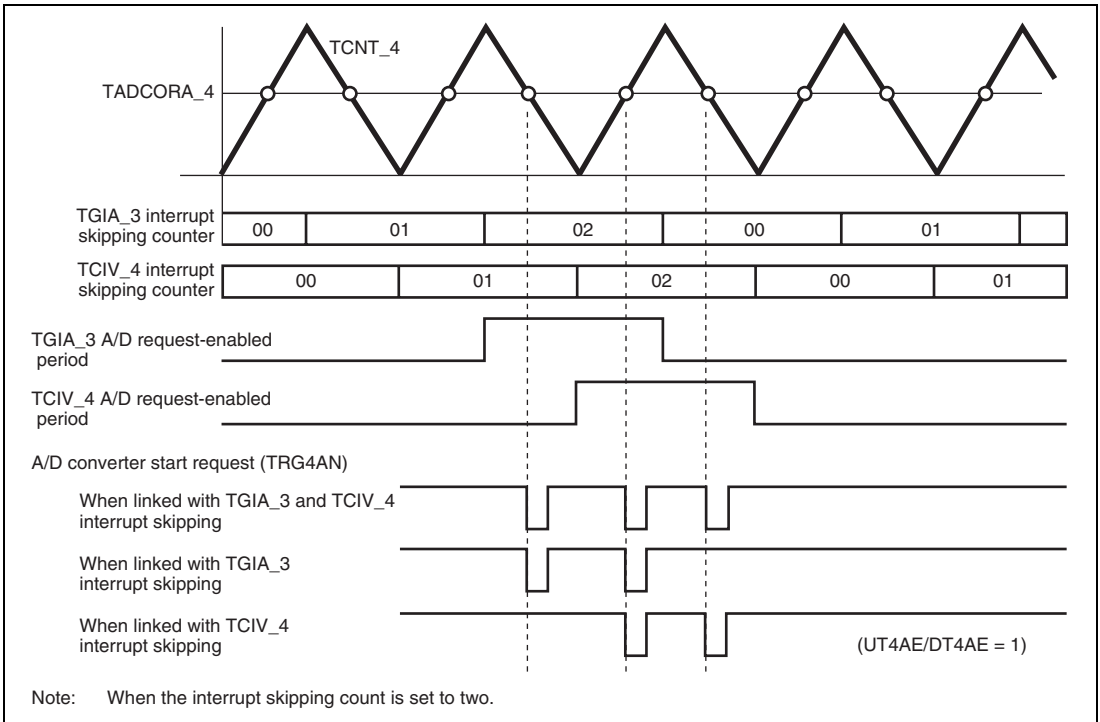 TCNT_4
TADCORA_4
TGIA_3 interrupt
skipping counter
00 01 02 00 01
TCIV_4 interrupt
skipping counter
00 01 02 00 01
TGIA_3 A/D request-enabled
period
TCIV_4 A/D request-enabled
period
A/D converter start request (TRG4AN)
When linked with TGIA_3 and TCIV_4
interrupt skipping
When linked with TGIA_3
interrupt skipping
When linked with TCIV_4
interrupt skipping
(UT4AE/DT4AE = 1)
Note: When the interrupt skipping count is set to two.